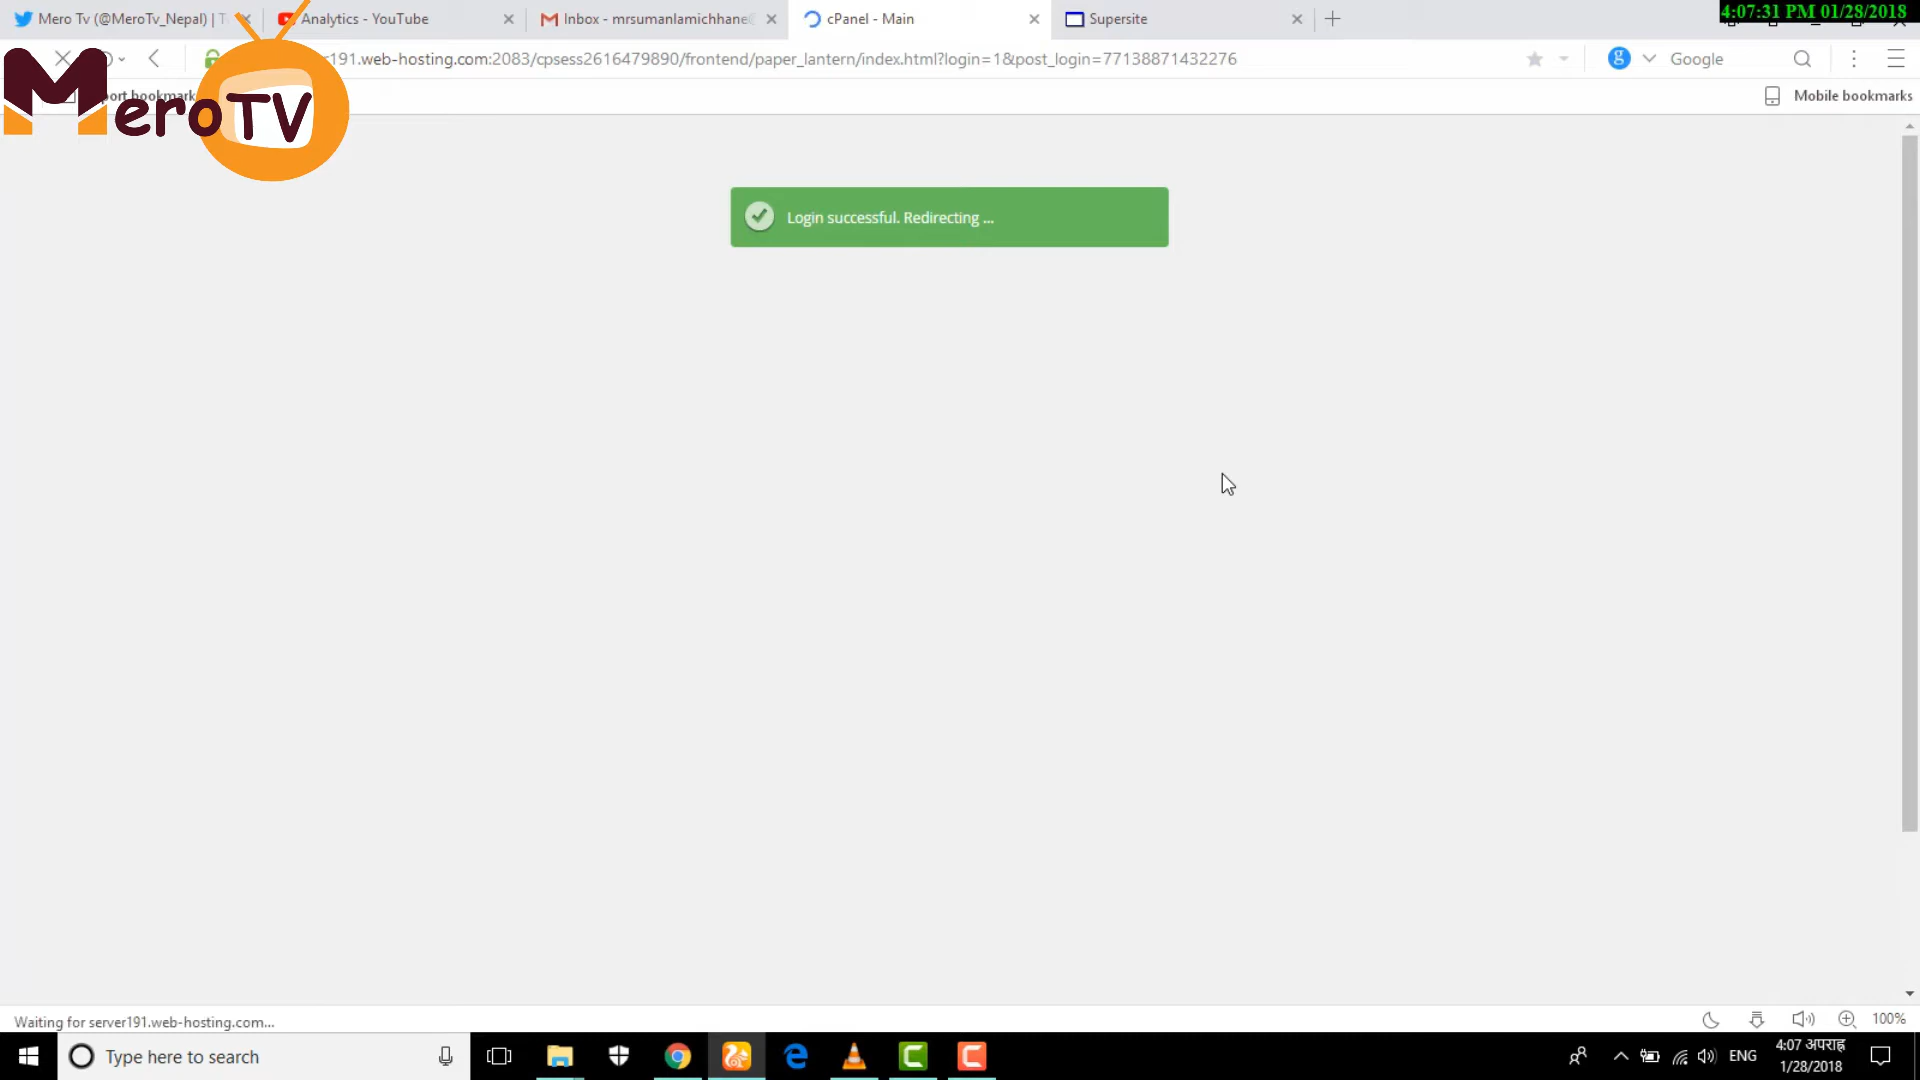 Mero Tv (@MeroTv_Nepal) | T
Analytics - YouTube
Inbox - mrsumanlamichhane@
cPanel - Main
Supersite
4:07:31 PM 01/28/2018
191.web-hosting.com:2083/cpsess2616479890/frontend/paper_lantern/index.html?login=1&post_login=77138871432276
Google
port bookmark
Mobile bookmarks
MeroTV
Login successful. Redirecting ...
Waiting for server191.web-hosting.com...
100%
Type here to search
ENG
4:07 अपराह्न
1/28/2018